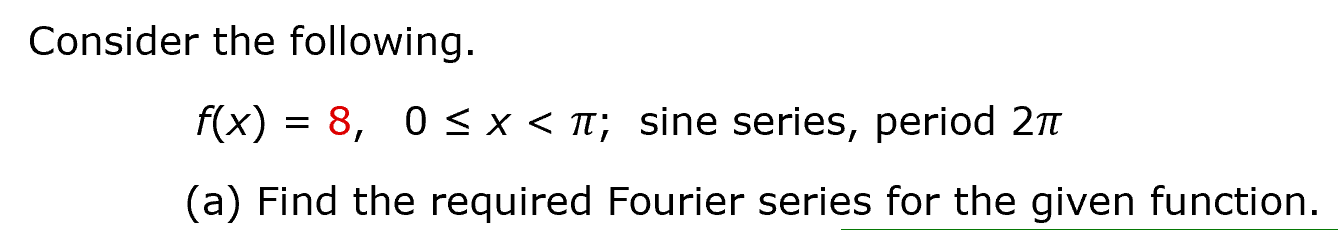 Consider the following.
f(x) = 8, 0 ≤ x < π; sine series, period 2π
(a) Find the required Fourier series for the given function.